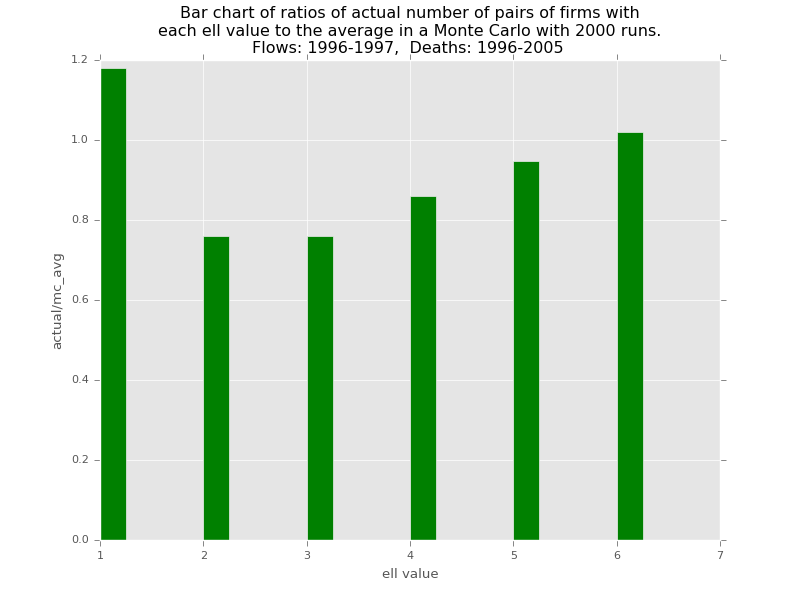 Bar chart of ratios of actual number of pairs of firms with
each ell value to the average in a Monte Carlo with 2000 runs.
Flows: 1996-1997,  Deaths: 1996-2005
1.2
1.0
0.8
0.6
0.4
0.2
0.0
actual/mc_avg
1 2 3 4 5 6 7
ell value